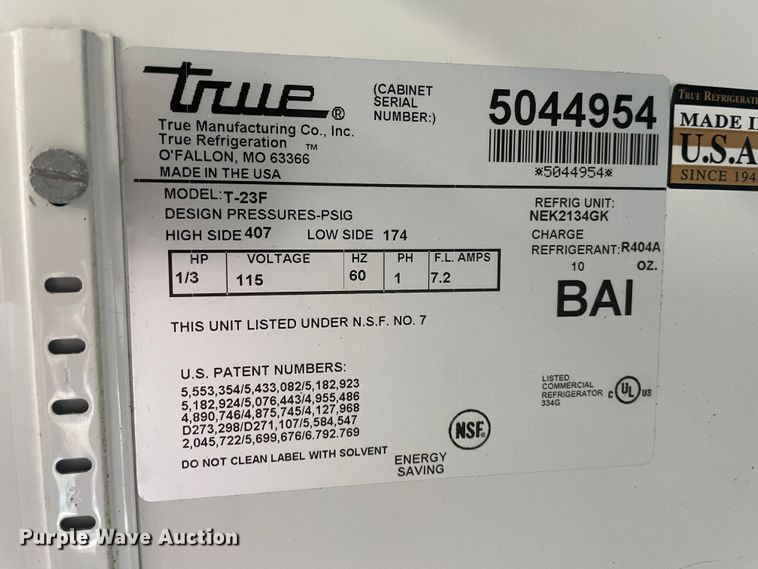 true®
True Manufacturing Co., Inc.
True Refrigeration ™
O'FALLON, MO 63366
MADE IN THE USA
(CABINET
SERIAL
NUMBER:)
5044954
*5044954*
MODEL: T-23F
DESIGN PRESSURES-PSIG
HIGH SIDE 407 LOW SIDE 174
REFRIG UNIT:
NEK2134GK
CHARGE
REFRIGERANT: R404A
10 OZ.
BAI
HP VOLTAGE HZ PH F.L. AMPS
1/3 115 60 1 7.2
THIS UNIT LISTED UNDER N.S.F. NO. 7
U.S. PATENT NUMBERS:
5,553,354/5,433,082/5,182,923
5,182,924/5,076,443/4,955,486
4,890,746/4,875,745/4,127,968
D273,298/D271,107/5,584,547
2,045,722/5,699,676/6.792.769
DO NOT CLEAN LABEL WITH SOLVENT
ENERGY
SAVING
NSF®
LISTED
COMMERCIAL
REFRIGERATOR
334G
C UL US
TRUE REFRIGERATI
MADE I
U.S.A
SINCE 194
Purple Wave Auction